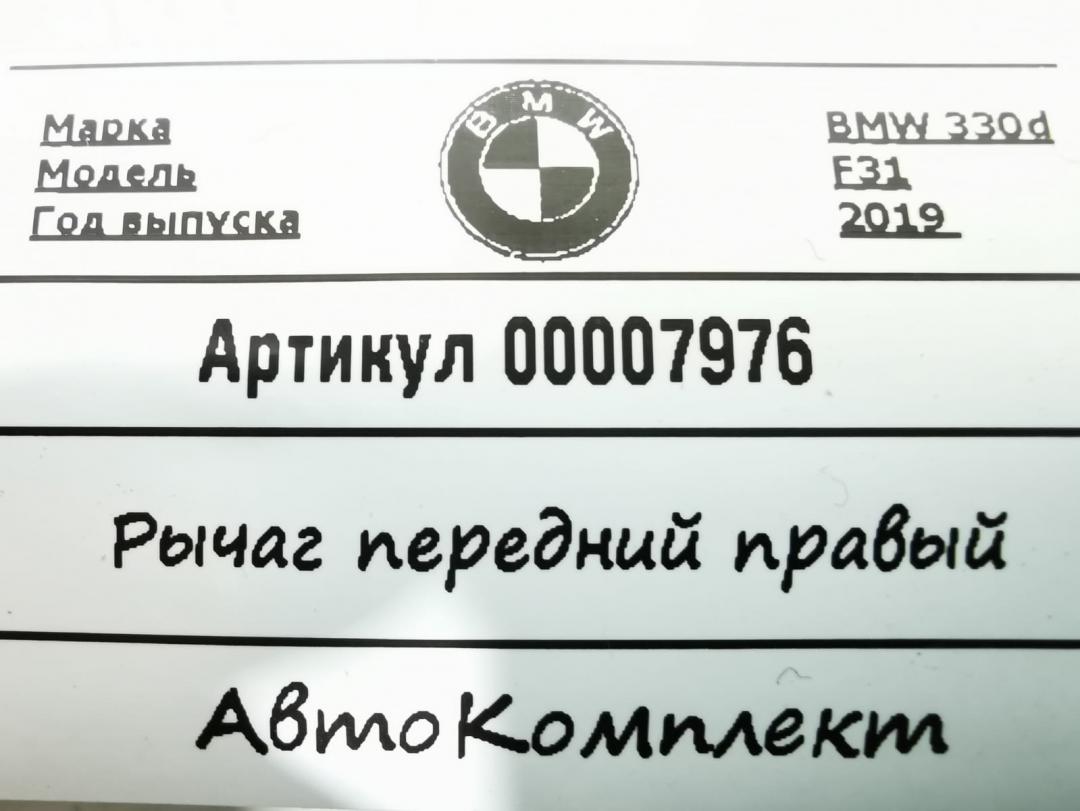 Марка BMW 330d
Модель F31
Год выпуска 2019
BMW
Артикул 00007976
Рычаг передний правый
АвтоКомплект